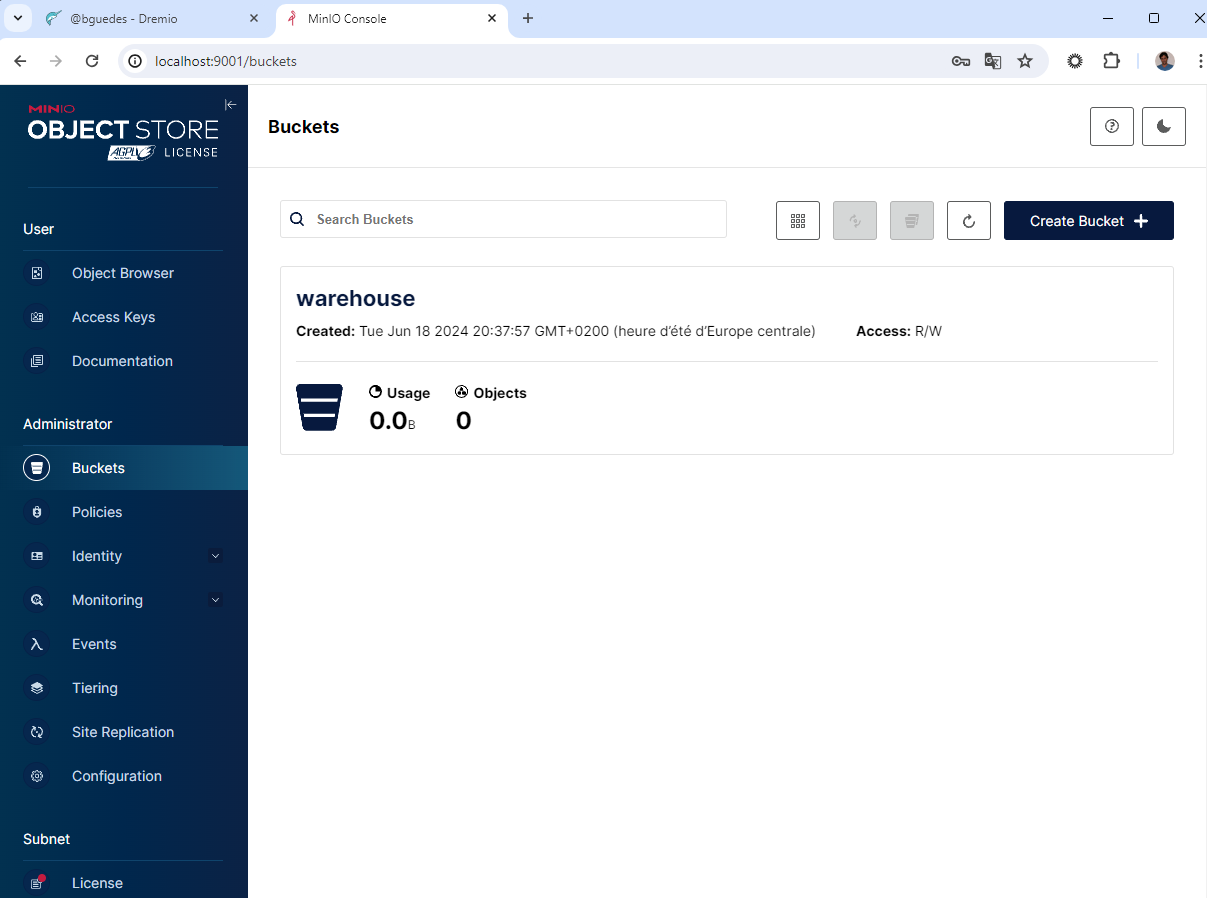 @bguedes - Dremio
MinIO Console
localhost:9001/buckets
MINIO
OBJECT STORE
AGPLV3 LICENSE
Buckets
User
Search Buckets
Create Bucket
Object Browser
Access Keys
Documentation
warehouse
Created: Tue Jun 18 2024 20:37:57 GMT+0200 (heure d’été d’Europe centrale) Access: R/W
Usage
0.0B
Objects
0
Administrator
Buckets
Policies
Identity
Monitoring
Events
Tiering
Site Replication
Configuration
Subnet
License